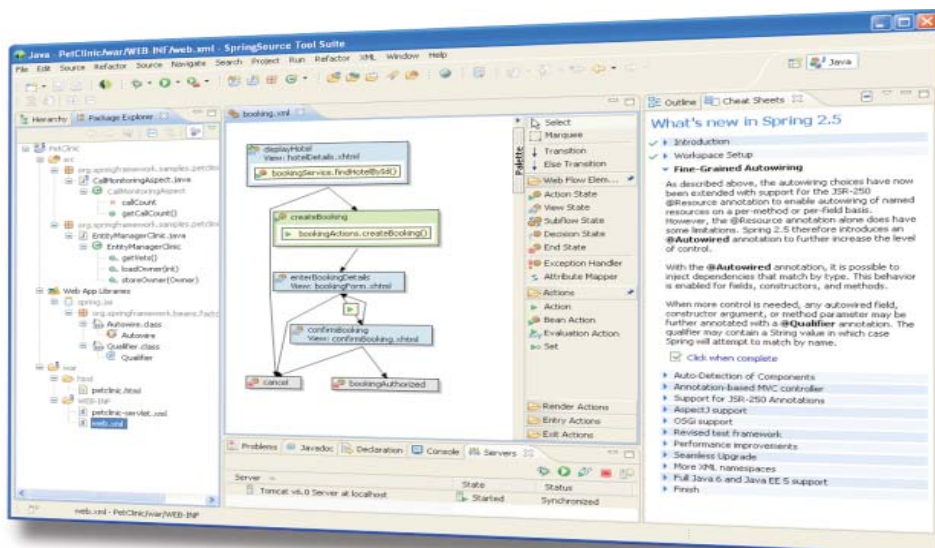 Java - PetClinic/war/WEB-INF/web.xml - SpringSource Tool Suite
File Edit Source Refactor Source Navigate Search Project Run Refactor XML Window Help
Java
Hierarchy
Package Explorer
PetClinic
src
org.springframework.samples.petclinic
CallMonitoringAspect.java
CallMonitoringAspect
callCount
getCallCount()
org.springframework.samples.petclinic
EntityManagerClinic.java
EntityManagerClinic
getVets()
loadOwner(int)
storeOwner(Owner)
Web App Libraries
spring.jar
org.springframework.beans.factor
Autowire.class
Autowire
Qualifier.class
Qualifier
war
html
petclinic.html
WEB-INF
petclinic-servlet.xml
web.xml
booking.xml
displayHotel
View: hotelDetails.xhtml
bookingService.findHotelById()
createBooking
bookingActions.createBooking()
enterBookingDetails
View: bookingForm.xhtml
confirmBooking
View: confirmBooking.xhtml
cancel
bookingAuthorized
Palette
Select
Marquee
Transition
Else Transition
Web Flow Elem...
Action State
View State
Subflow State
Decision State
End State
Exception Handler
Attribute Mapper
Actions
Action
Bean Action
Evaluation Action
Set
Render Actions
Entry Actions
Exit Actions
Problems
Javadoc
Declaration
Console
Servers
Server
State
Status
Tomcat v6.0 Server at localhost
Started
Synchronized
Outline
Cheat Sheets
What's new in Spring 2.5
Introduction
Workspace Setup
Fine-Grained Autowiring
As described above, the autowiring choices have now
been extended with support for the JSR-250
@Resource annotation to enable autowiring of named
resources on a per-method or per-field basis.
However, the @Resource annotation alone does have
some limitations. Spring 2.5 therefore introduces an
@Autowired annotation to further increase the level
of control.
With the @Autowired annotation, it is possible to
inject dependencies that match by type. This behavior
is enabled for fields, constructors, and methods.
When more control is needed, any autowired field,
constructor argument, or method parameter may be
further annotated with a @Qualifier annotation. The
qualifier may contain a String value in which case
Spring will attempt to match by name.
Click when complete
Auto-Detection of Components
Annotation-based MVC controller
Support for JSR-250 Annotations
AspectJ support
OSGi support
Revised test framework
Performance improvements
Seamless Upgrade
More XML namespaces
Full Java 6 and Java EE 5 support
Finish
web.xml - PetClinic/war/WEB-INF